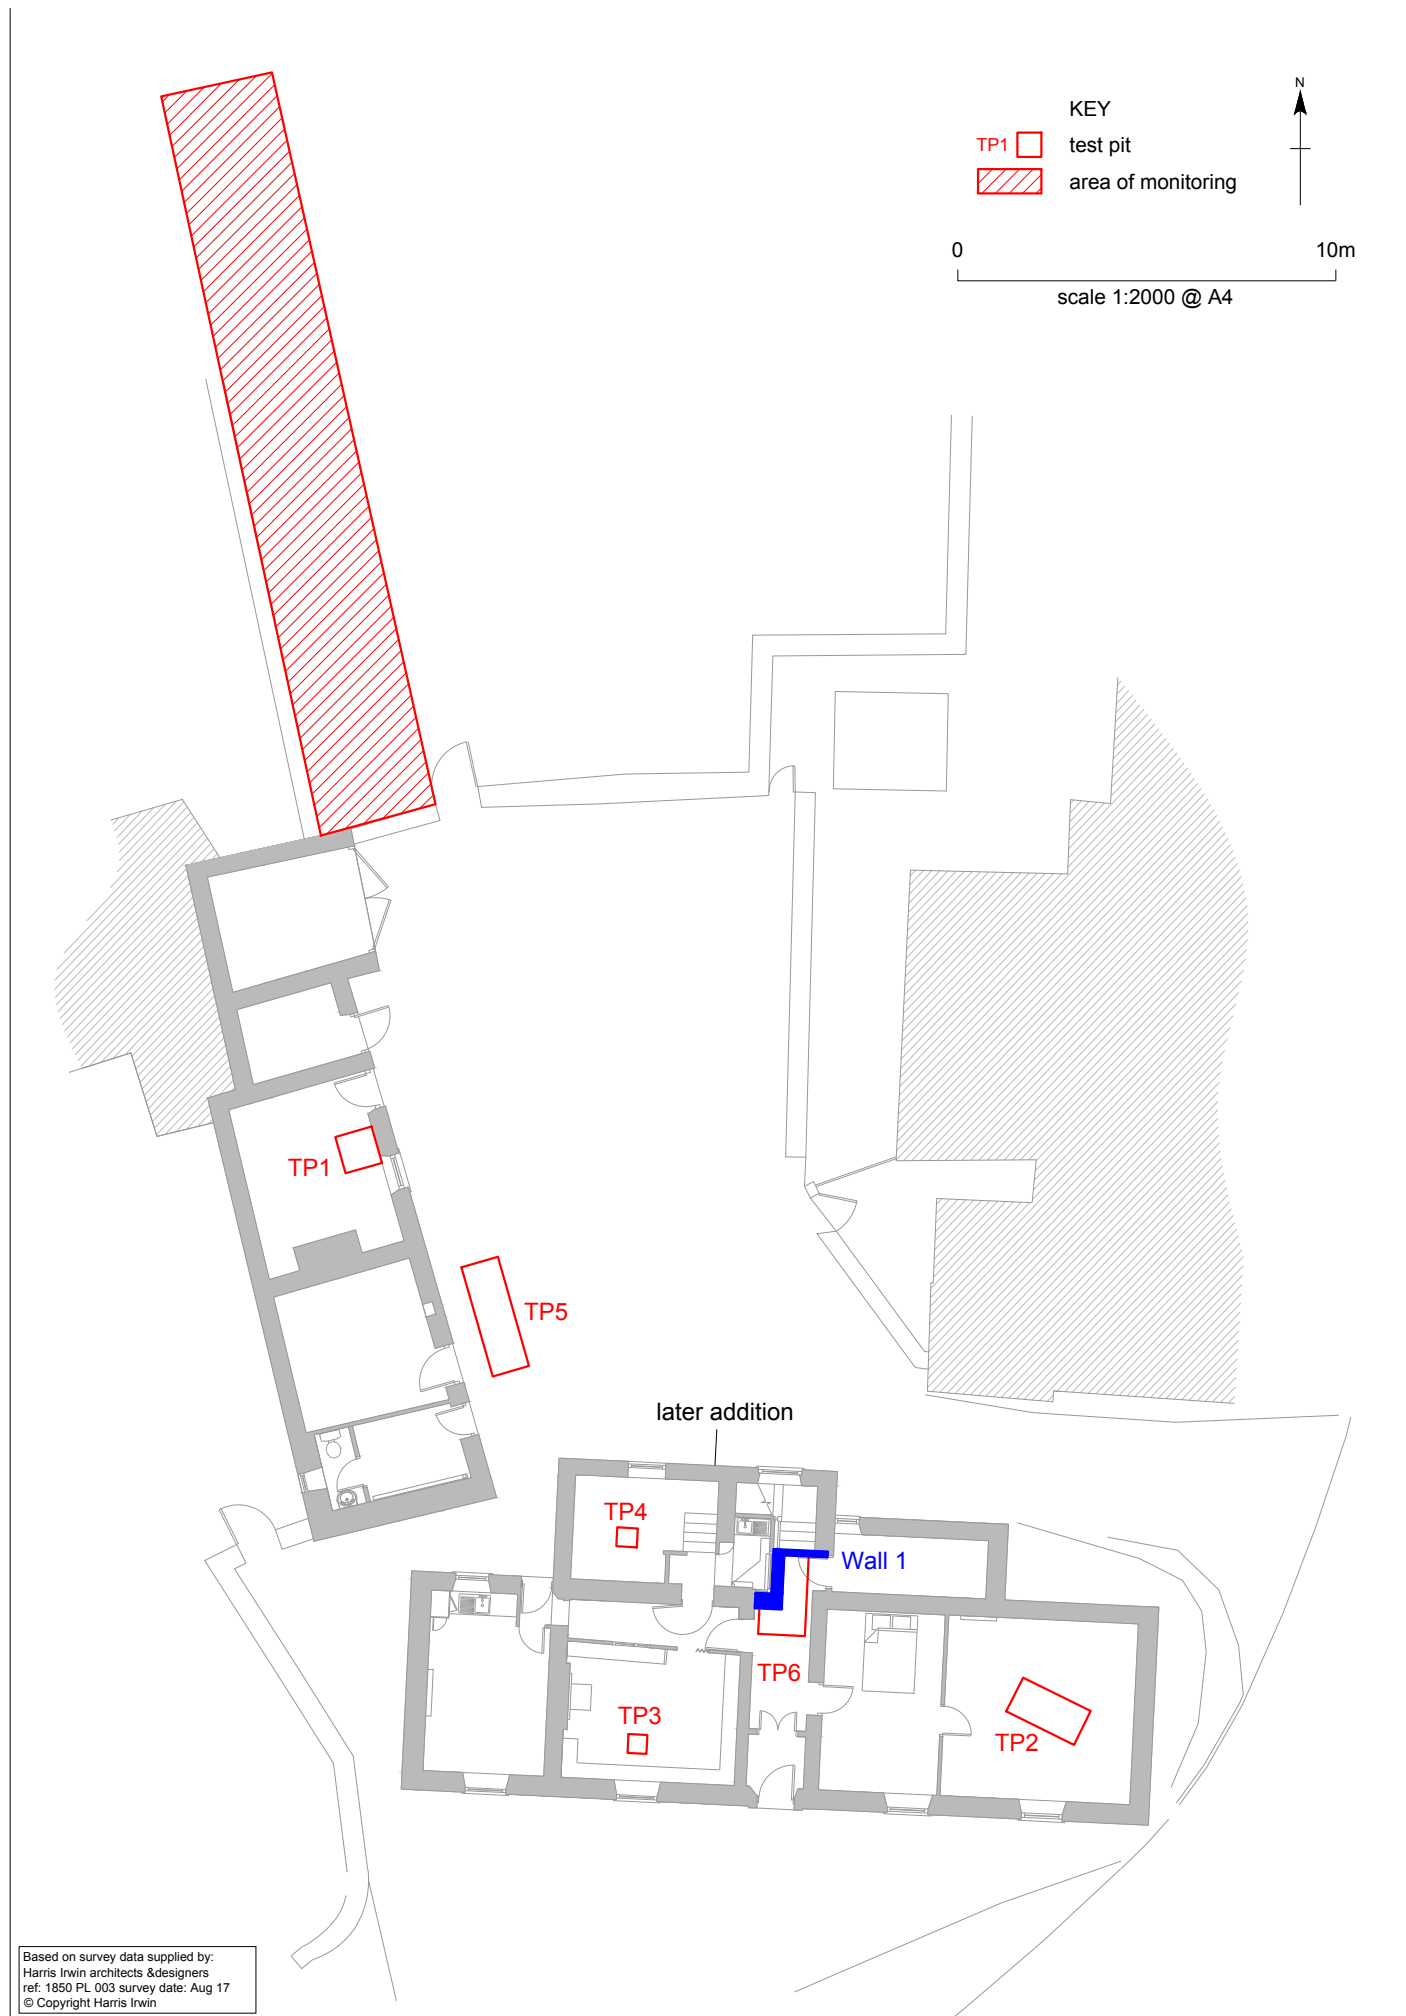 N
KEY
TP1
test pit
area of monitoring
0
10m
scale 1:2000 @ A4
TP1
TP5
later addition
TP4
Wall 1
TP6
TP3
TP2
Based on survey data supplied by:
Harris Irwin architects &designers
ref: 1850 PL 003 survey date: Aug 17
© Copyright Harris Irwin